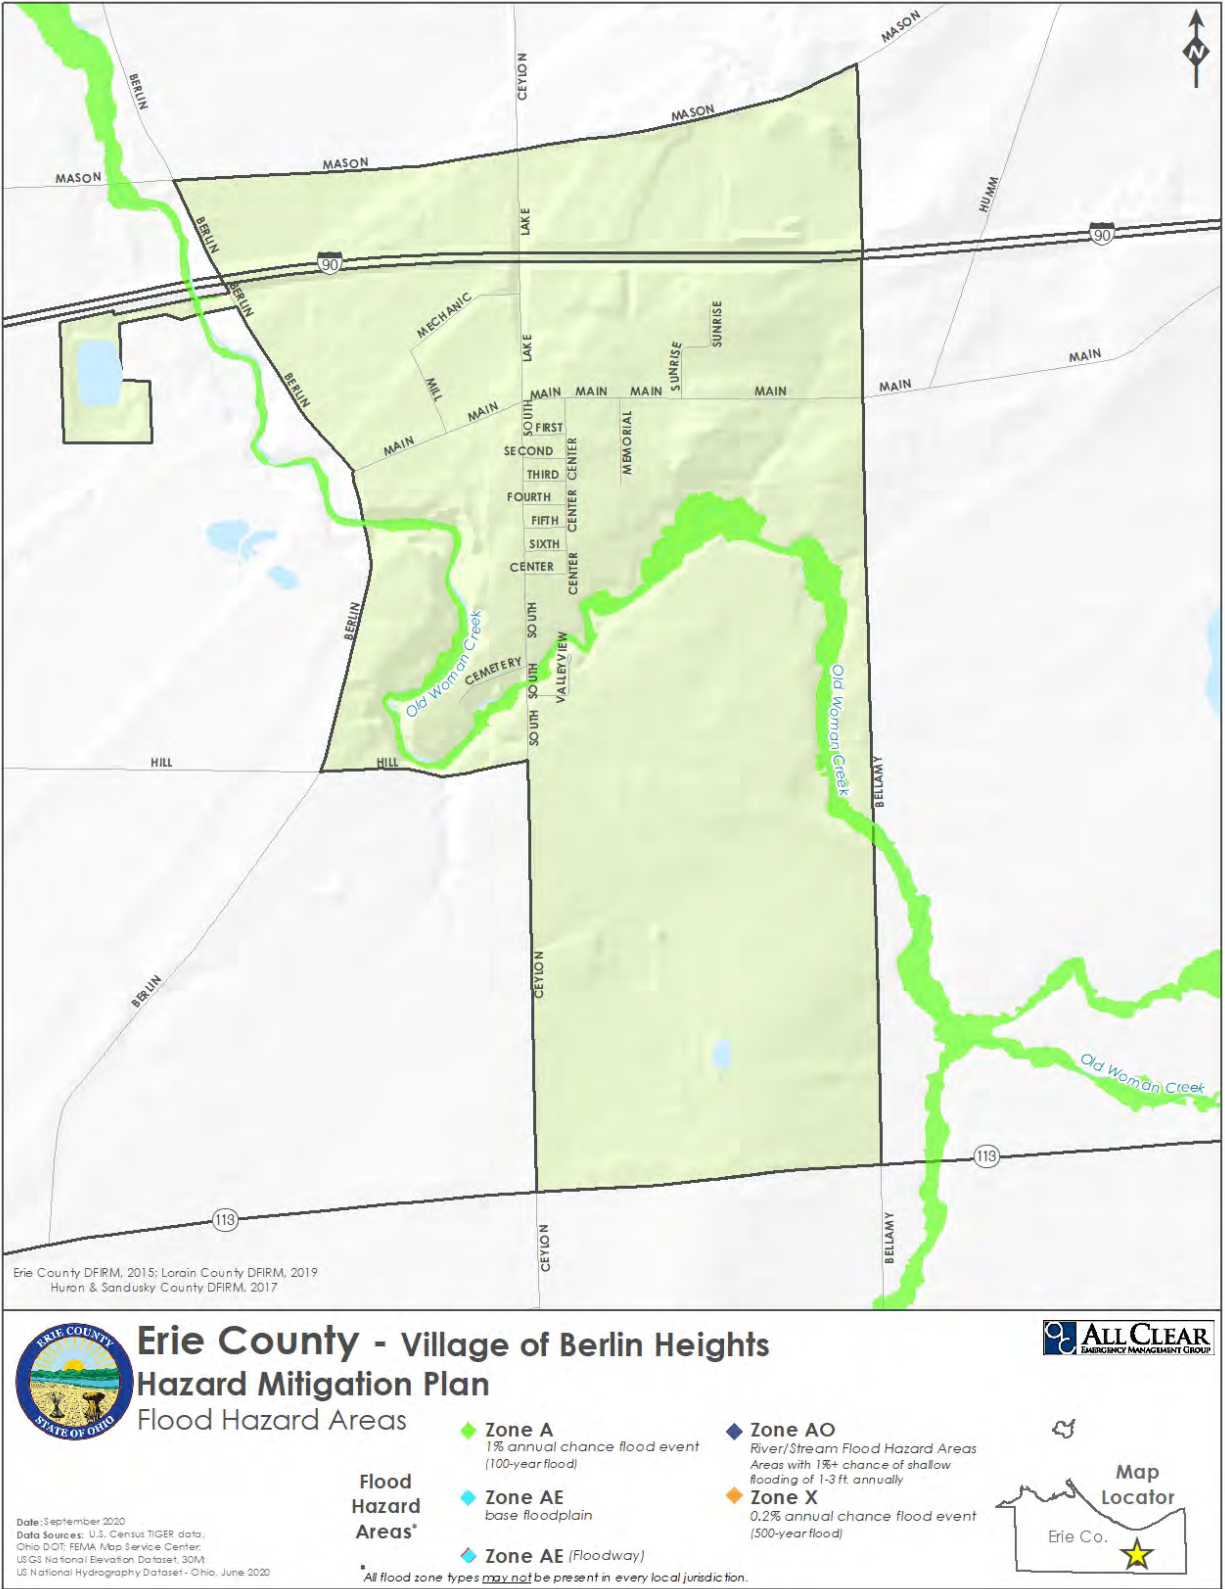 MASON
BERLIN
CEYLON
N
MASON
MASON
MASON
BERLIN
LAKE
HUMM
90
90
BERLIN
MECHANIC
SUNRISE
LAKE
SUNRISE
MAIN
BERLIN
MILL
MAIN
MAIN
MAIN
MAIN
MAIN
MAIN
MAIN
SOUTH
FIRST
MEMORIAL
SECOND
CENTER
THIRD
FOURTH
CENTER
FIFTH
SIXTH
CENTER
CENTER
BERLIN
SOUTH
Old Woman Creek
CEMETERY
SOUTH
VALLEYVIEW
SOUTH
Old Woman Creek
HILL
HILL
BELLAMY
BERLIN
CEYLON
Old Woman Creek
113
113
CEYLON
BELLAMY
Erie County DFIRM, 2015; Lorain County DFIRM, 2019
Huron & Sandusky County DFIRM, 2017
ERIE COUNTY
STATE OF OHIO
Erie County - Village of Berlin Heights
Hazard Mitigation Plan
Flood Hazard Areas
ALL CLEAR
EMERGENCY MANAGEMENT GROUP
Flood
Hazard
Areas*
Zone A
1% annual chance flood event
(100-year flood)
Zone AE
base floodplain
Zone AE (Floodway)
Zone AO
River/Stream Flood Hazard Areas
Areas with 1%+ chance of shallow
flooding of 1-3 ft. annually
Zone X
0.2% annual chance flood event
(500-year flood)
*All flood zone types may not be present in every local jurisdiction.
Map
Locator
Erie Co.
Date: September 2020
Data Sources: U.S. Census TIGER data;
Ohio DOT; FEMA Map Service Center;
USGS National Elevation Dataset, 30M;
US National Hydrography Dataset - Ohio, June 2020